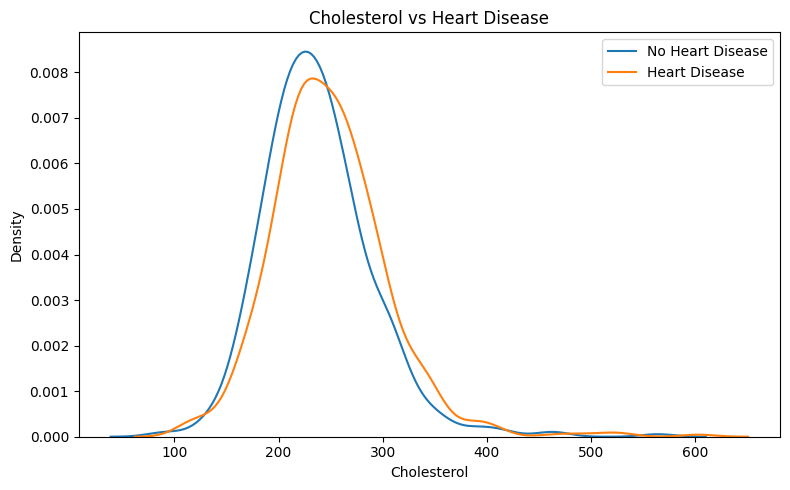 Cholesterol vs Heart Disease
No Heart Disease
Heart Disease
Density
0.008
0.007
0.006
0.005
0.004
0.003
0.002
0.001
0.000
100 200 300 400 500 600
Cholesterol